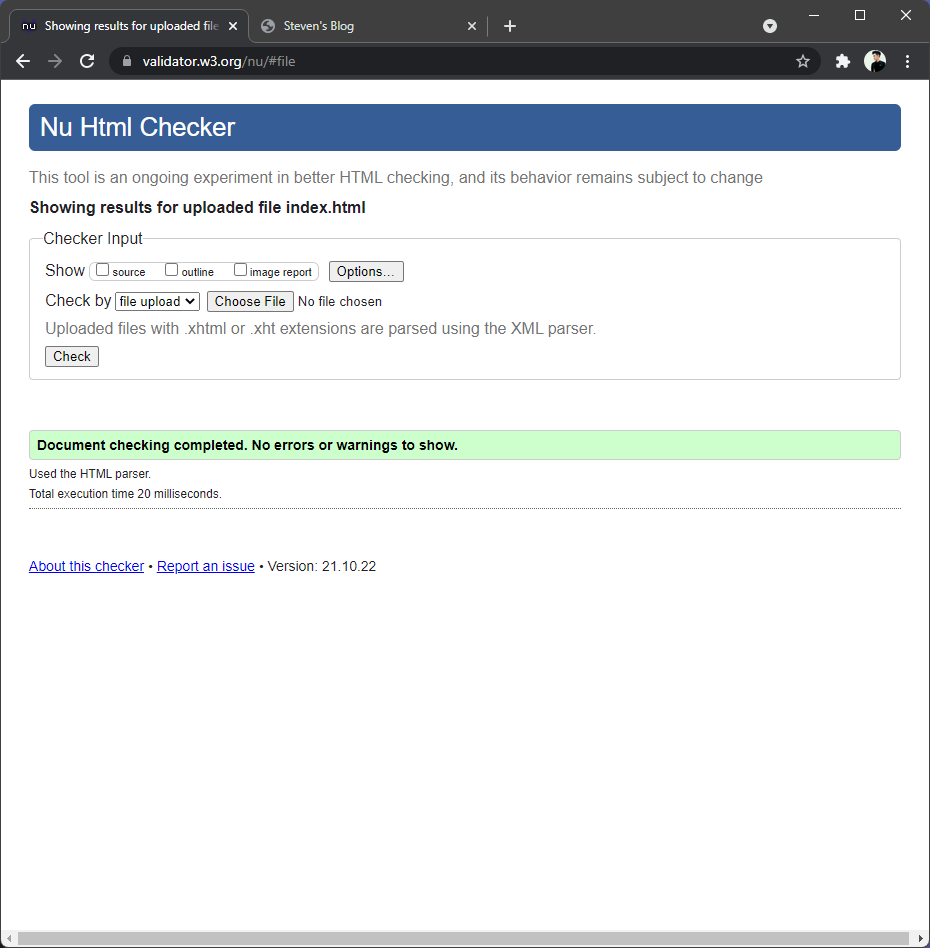 nu Showing results for uploaded file
Steven's Blog
validator.w3.org/nu/#file
Nu Html Checker
This tool is an ongoing experiment in better HTML checking, and its behavior remains subject to change
Showing results for uploaded file index.html
Checker Input
Show source outline image report Options...
Check by file upload Choose File No file chosen
Uploaded files with .xhtml or .xht extensions are parsed using the XML parser.
Check
Document checking completed. No errors or warnings to show.
Used the HTML parser.
Total execution time 20 milliseconds.
About this checker • Report an issue • Version: 21.10.22